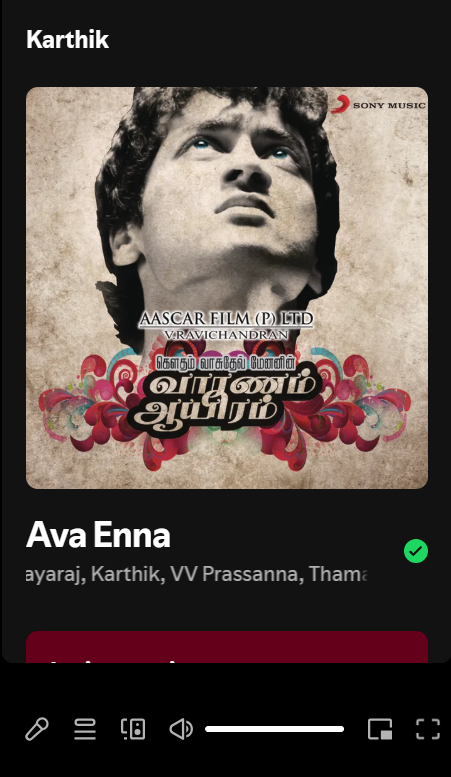 Karthik
SONY MUSIC
AASCAR FILM (P) LTD
V.RAVICHANDRAN
கௌதம் வாசுதேவ் மேனனின்
வாரணம்
ஆயிரம்
Ava Enna
ayaraj, Karthik, VV Prassanna, Thama